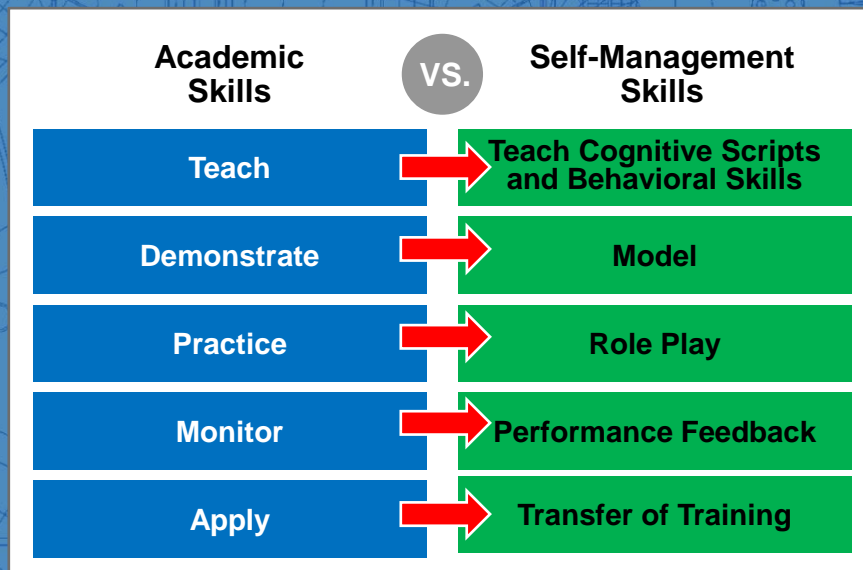 Academic
Skills
VS.
Self-Management
Skills
Teach
Teach Cognitive Scripts
and Behavioral Skills
Demonstrate
Model
Practice
Role Play
Monitor
Performance Feedback
Apply
Transfer of Training